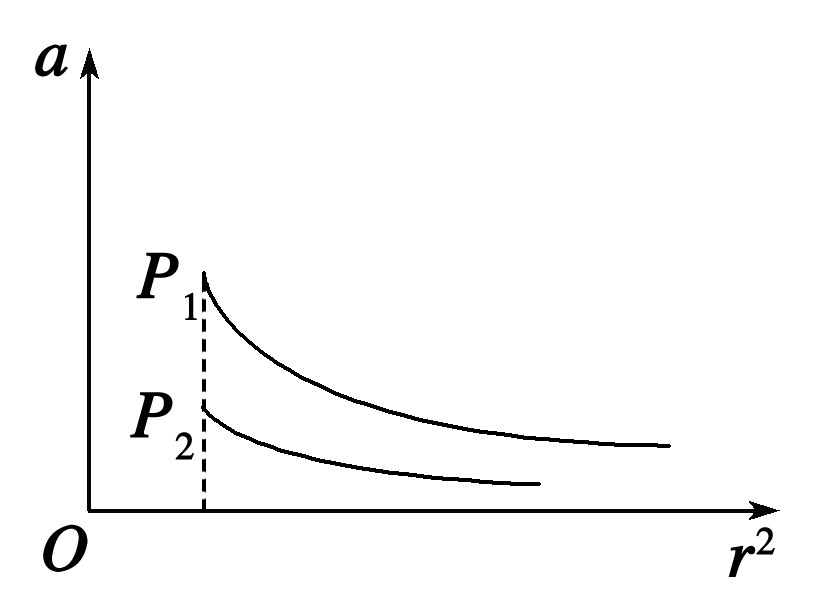 a
P₁
P₂
O
r²